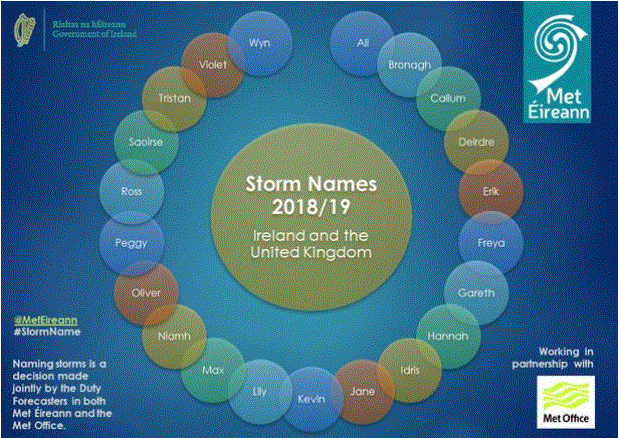 Rialtas na hÉireann
Government of Ireland
Met
Éireann
Storm Names
2018/19
Ireland and the
United Kingdom
Ali
Bronagh
Callum
Deirdre
Erik
Freya
Gareth
Hannah
Idris
Jane
Kevin
Lily
Max
Niamh
Oliver
Peggy
Ross
Saoirse
Tristan
Violet
Wyn
@MetEireann
#StormName
Naming storms is a
decision made
jointly by the Duty
Forecasters in both
Met Éireann and the
Met Office.
Working in
partnership with
Met Office